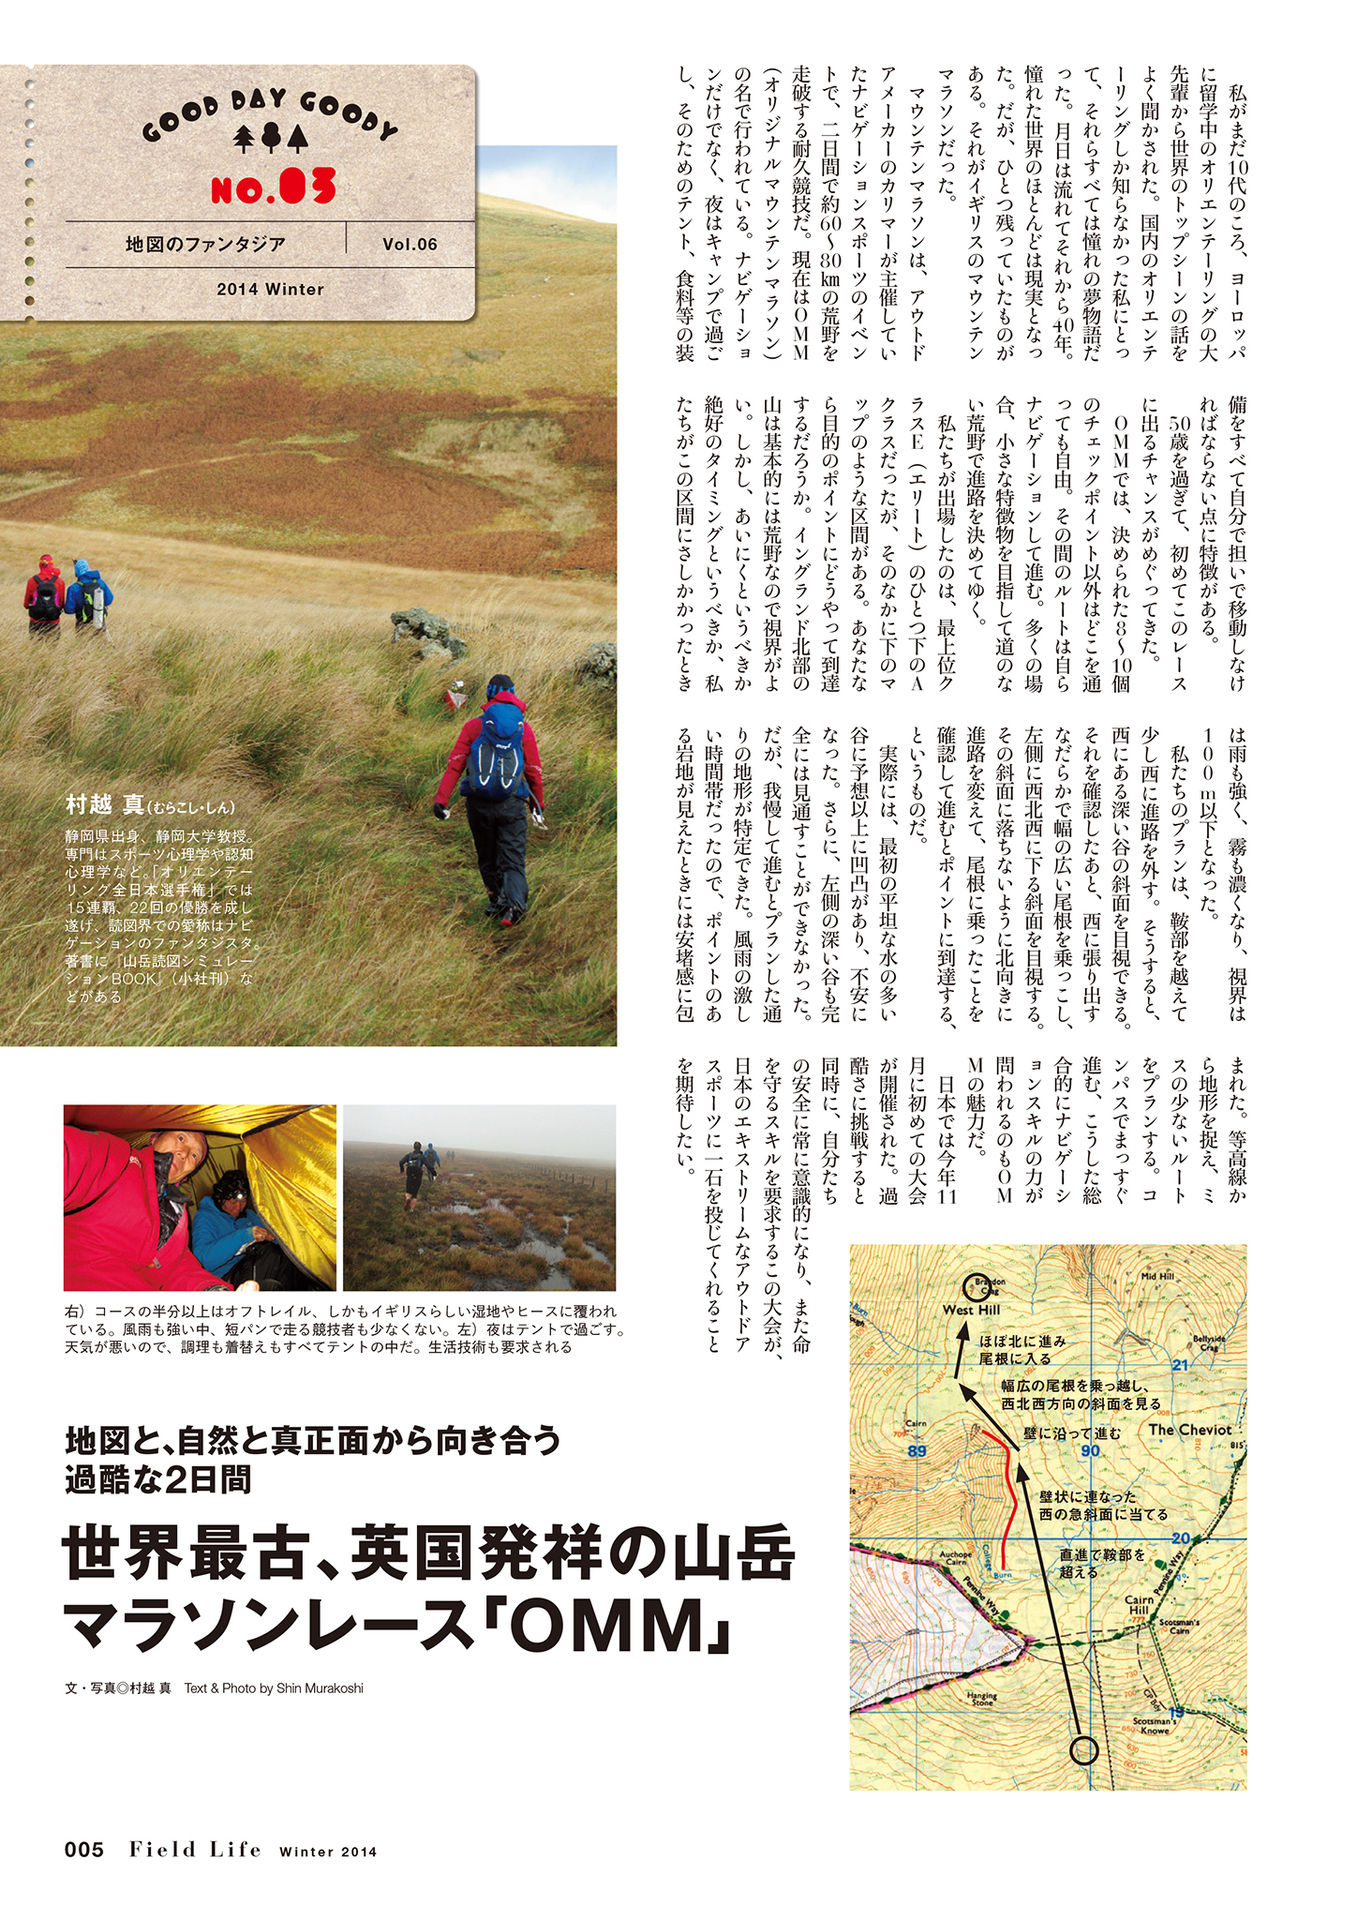 GOOD DAY GOODY
NO.03
地図のファンタジア
Vol.06
2014 Winter
私がまだ10代のころ、ヨーロッパ
に留学中のオリエンテーリングの大
先輩から世界のトップシーンの話を
よく聞かされた。国内のオリエンテ
ーリングしか知らなかった私にとっ
て、それらすべては憧れの夢物語だ
った。月日は流れてそれから40年。
憧れた世界のほとんどは現実となっ
た。だが、ひとつ残っていたものが
ある。それがイギリスのマウンテン
マラソンだった。
マウンテンマラソンは、アウトド
アメーカーのカリマーが主催してい
たナビゲーションスポーツのイベン
トで、二日間で約60〜80㎞の荒野を
走破する耐久競技だ。現在はOMM
(オリジナルマウンテンマラソン)
の名で行われている。ナビゲーショ
ンだけでなく、夜はキャンプで過ご
し、そのためのテント、食料等の装
備をすべて自分で担いで移動しなけ
ればならない点に特徴がある。
50歳を過ぎて、初めてこのレース
に出るチャンスがめぐってきた。
OMMでは、決められた8〜10個
のチェックポイント以外はどこを通
っても自由。その間のルートは自ら
ナビゲーションして進む。多くの場
合、小さな特徴物を目指して道のな
い荒野で進路を決めてゆく。
私たちが出場したのは、最上位ク
ラスE(エリート)のひとつ下のA
クラスだったが、そのなかに下のマ
ップのような区間がある。あなたな
ら目的のポイントにどうやって到達
するだろうか。イングランド北部の
山は基本的には荒野なので視界がよ
い。しかし、あいにくというべきか
絶好のタイミングというべきか、私
たちがこの区間にさしかかったとき
は雨も強く、霧も濃くなり、視界は
100m以下となった。
私たちのプランは、鞍部を越えて
少し西に進路を外す。そうすると、
西にある深い谷の斜面を目視できる。
それを確認したあと、西に張り出す
なだらかで幅の広い尾根を乗っこし、
左側に西北西に下る斜面を目視する。
その斜面に落ちないように北向きに
進路を変えて、尾根に乗ったことを
確認して進むとポイントに到達する、
というものだ。
実際には、最初の平坦な水の多い
谷に予想以上に凹凸があり、不安に
なった。さらに、左側の深い谷も完
全には見通すことができなかった。
だが、我慢して進むとプランした通
りの地形が特定できた。風雨の激し
い時間帯だったので、ポイントのあ
る岩地が見えたときには安堵感に包
まれた。等高線か
ら地形を捉え、ミ
スの少ないルート
をプランする。コ
ンパスでまっすぐ
進む、こうした総
合的にナビゲーシ
ョンスキルの力が
問われるのもOM
Mの魅力だ。
日本では今年11
月に初めての大会
が開催された。過
酷さに挑戦すると
同時に、自分たち
の安全に常に意識的になり、また命
を守るスキルを要求するこの大会が、
日本のエキストリームなアウトドア
スポーツに一石を投じてくれること
を期待したい。
村越 真(むらこし・しん)
静岡県出身、静岡大学教授。
専門はスポーツ心理学や認知
心理学など。「オリエンテー
リング全日本選手権」では
15連覇、22回の優勝を成し
遂げ、読図界での愛称はナビ
ゲーションのファンタジスタ。
著書に『山岳読図シミュレー
ションBOOK』(小社刊)な
どがある
右)コースの半分以上はオフトレイル、しかもイギリスらしい湿地やヒースに覆われ
ている。風雨も強い中、短パンで走る競技者も少なくない。左)夜はテントで過ごす。
天気が悪いので、調理も着替えもすべてテントの中だ。生活技術も要求される
地図と、自然と真正面から向き合う
過酷な2日間
世界最古、英国発祥の山岳
マラソンレース「OMM」
文・写真◎村越 真 Text & Photo by Shin Murakoshi
Braydon
Crag
West Hill
Mid Hill
Bellyside
Crag
21
ほぼ北に進み
尾根に入る
幅広の尾根を乗っ越し、
西北西方向の斜面を見る
Cairn
709
89
壁に沿って進む
90
The Cheviot
815
壁状に連なった
西の急斜面に当てる
20
直進で鞍部を
超える
Auchope
Cairn
College
Burn
Pennine Way
Pennine Way
Cairn
Hill
777
Scotsman's
Cairn
743
Hanging
Stone
CP Bdy
19
Scotsman's
Knowe
005 Field Life Winter 2014